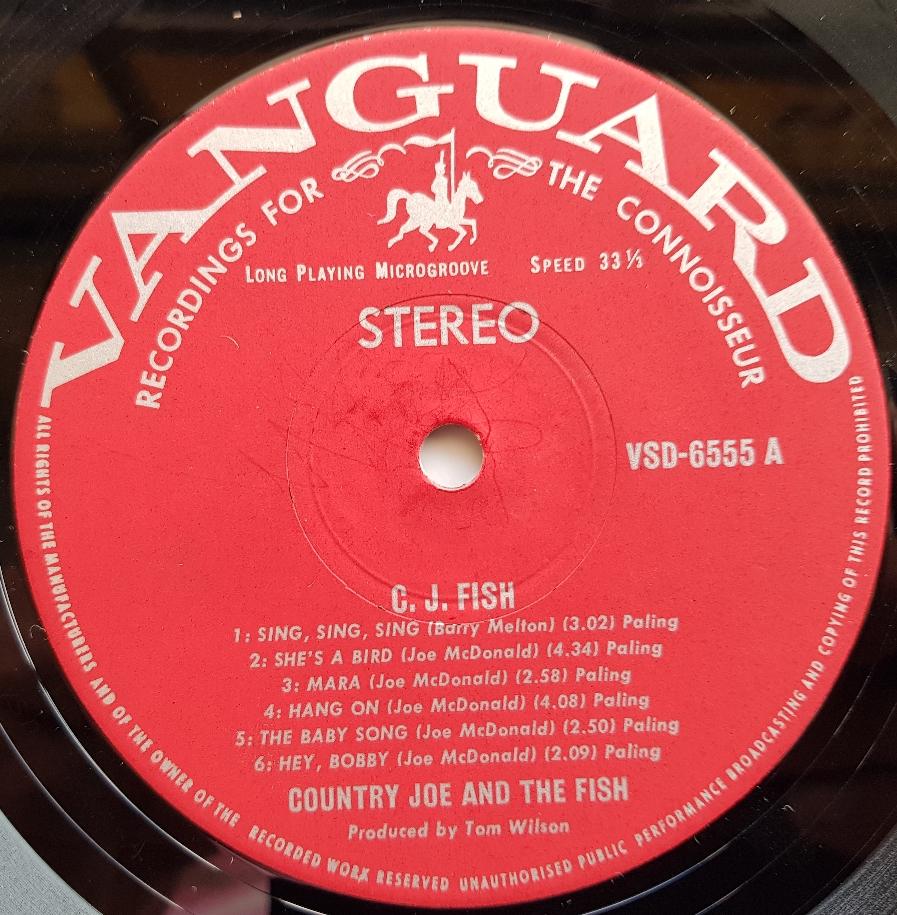 VANGUARD
RECORDINGS FOR THE CONNOISSEUR
LONG PLAYING MICROGROOVE SPEED 33⅓
STEREO
VSD-6555 A
C. J. FISH
1: SING, SING, SING (Barry Melton) (3.02) Paling
2: SHE'S A BIRD (Joe McDonald) (4.34) Paling
3: MARA (Joe McDonald) (2.58) Paling
4: HANG ON (Joe McDonald) (4.08) Paling
5: THE BABY SONG (Joe McDonald) (2.50) Paling
6: HEY, BOBBY (Joe McDonald) (2.09) Paling
COUNTRY JOE AND THE FISH
Produced by Tom Wilson
ALL RIGHTS OF THE MANUFACTURERS AND OF THE OWNER OF THE RECORDED WORK RESERVED UNAUTHORISED PUBLIC PERFORMANCE BROADCASTING AND COPYING OF THIS RECORD PROHIBITED